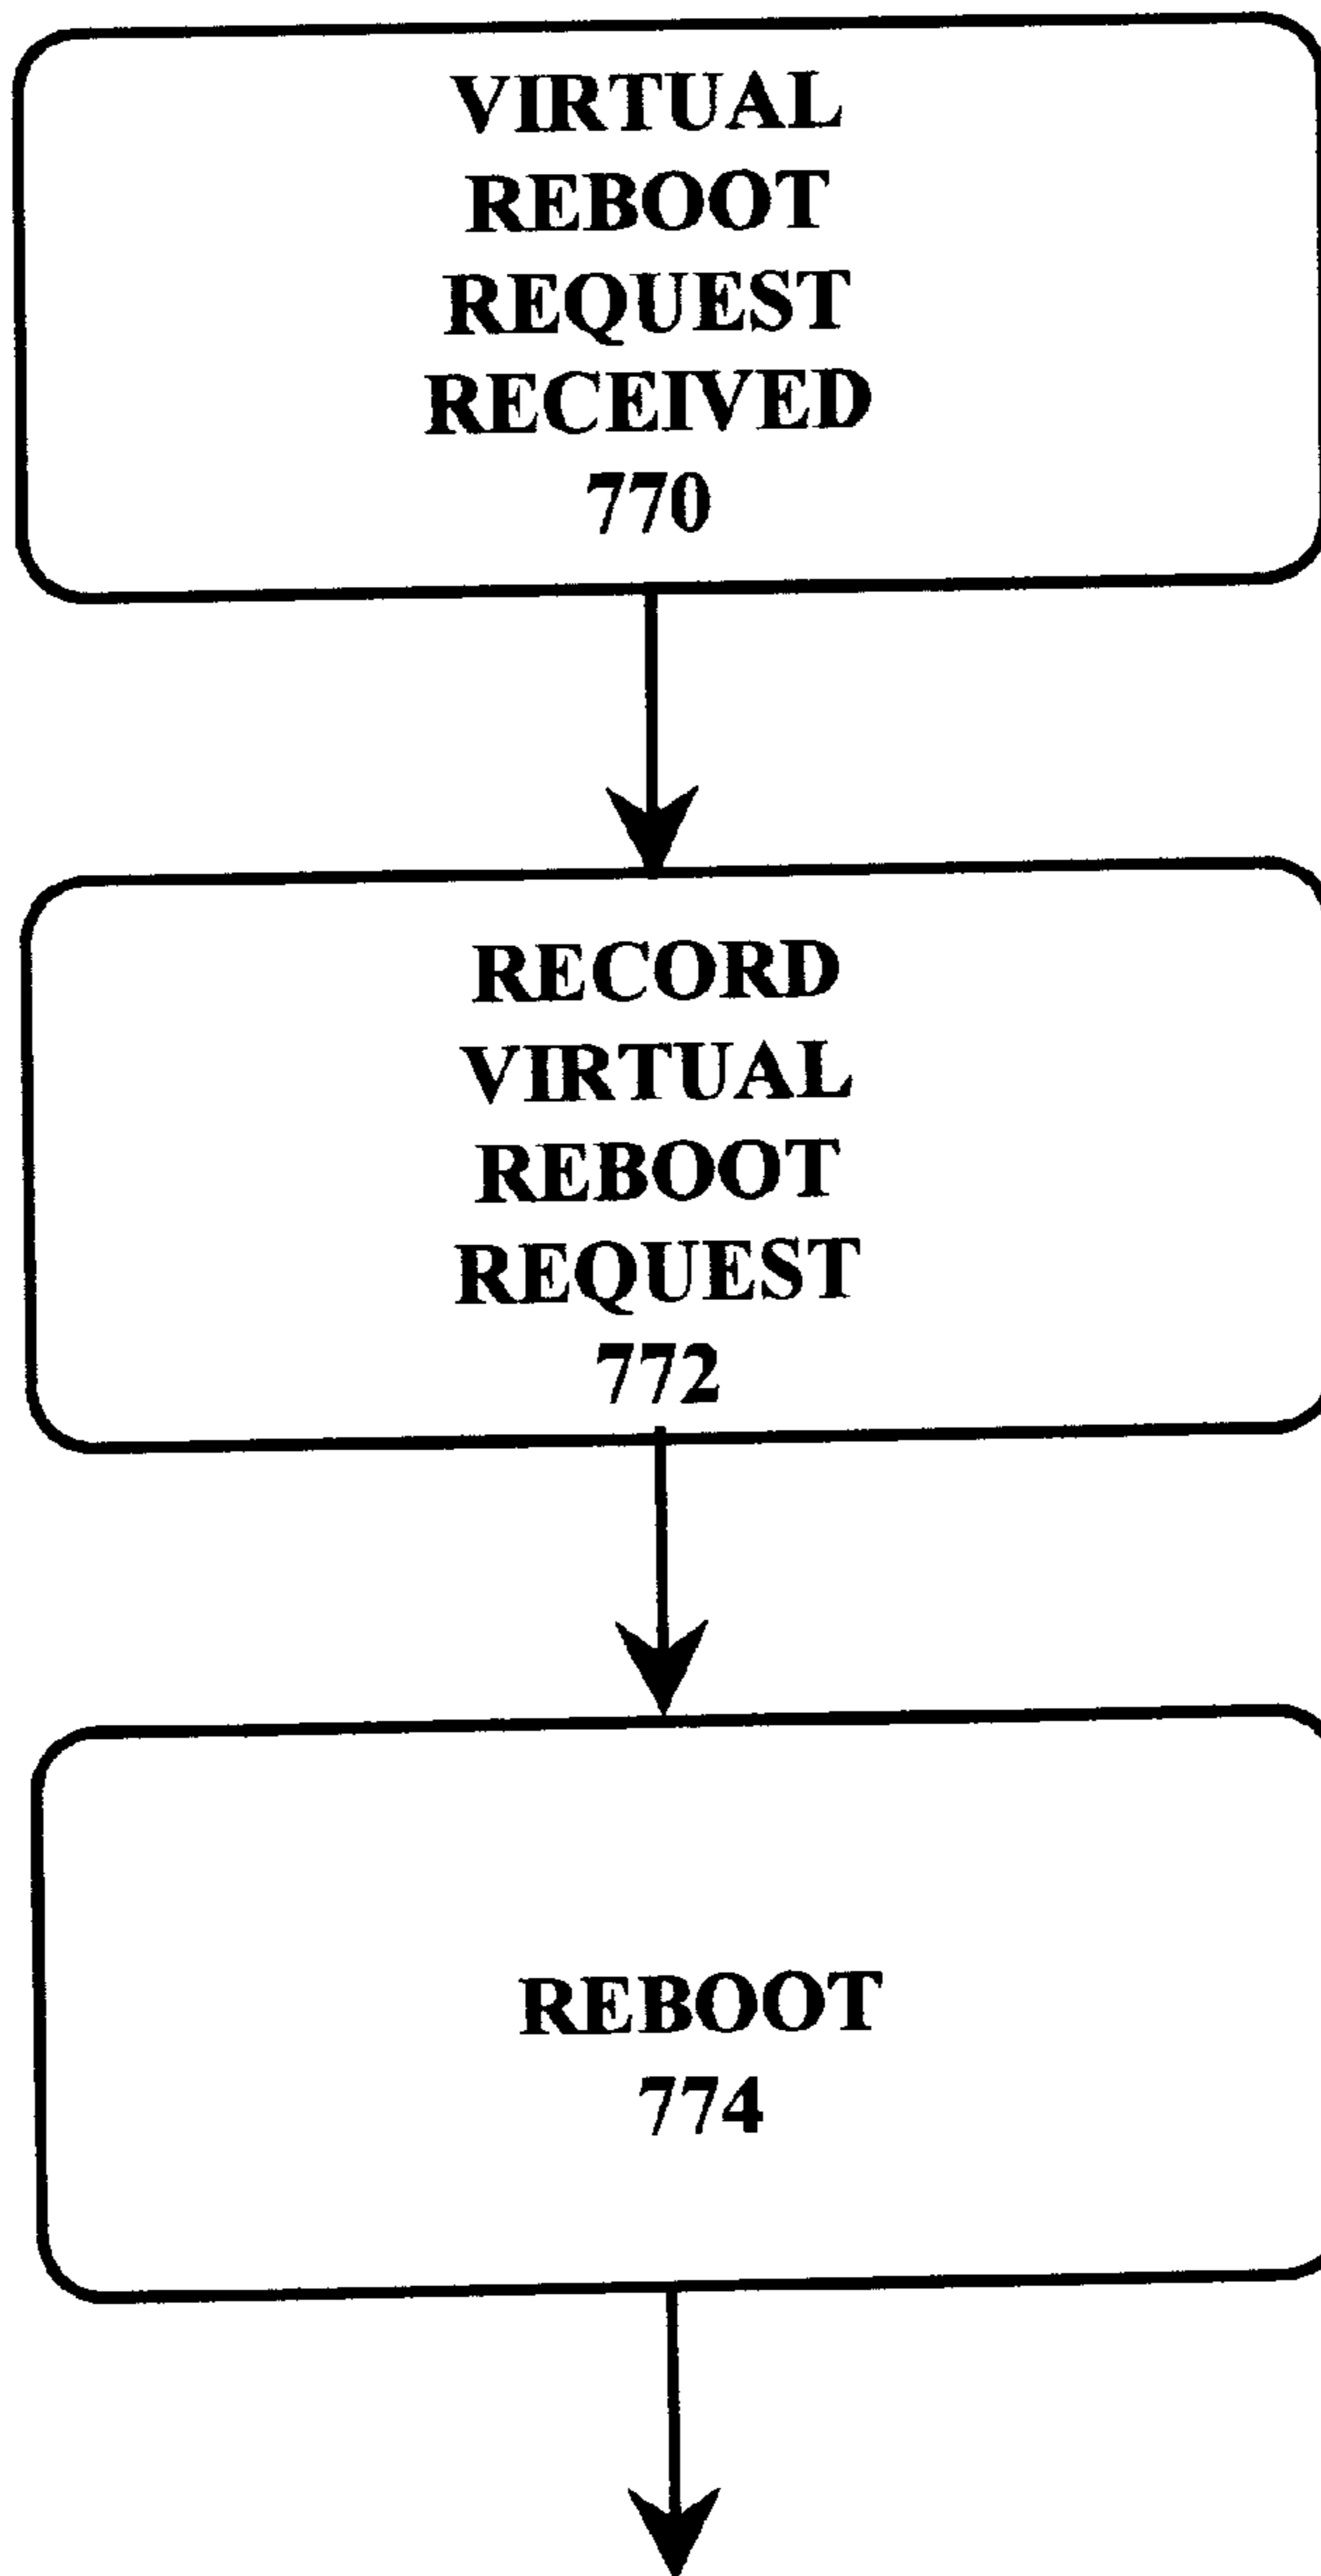 VIRTUAL
REBOOT
REQUEST
RECEIVED
770
RECORD
VIRTUAL
REBOOT
REQUEST
772
REBOOT
774